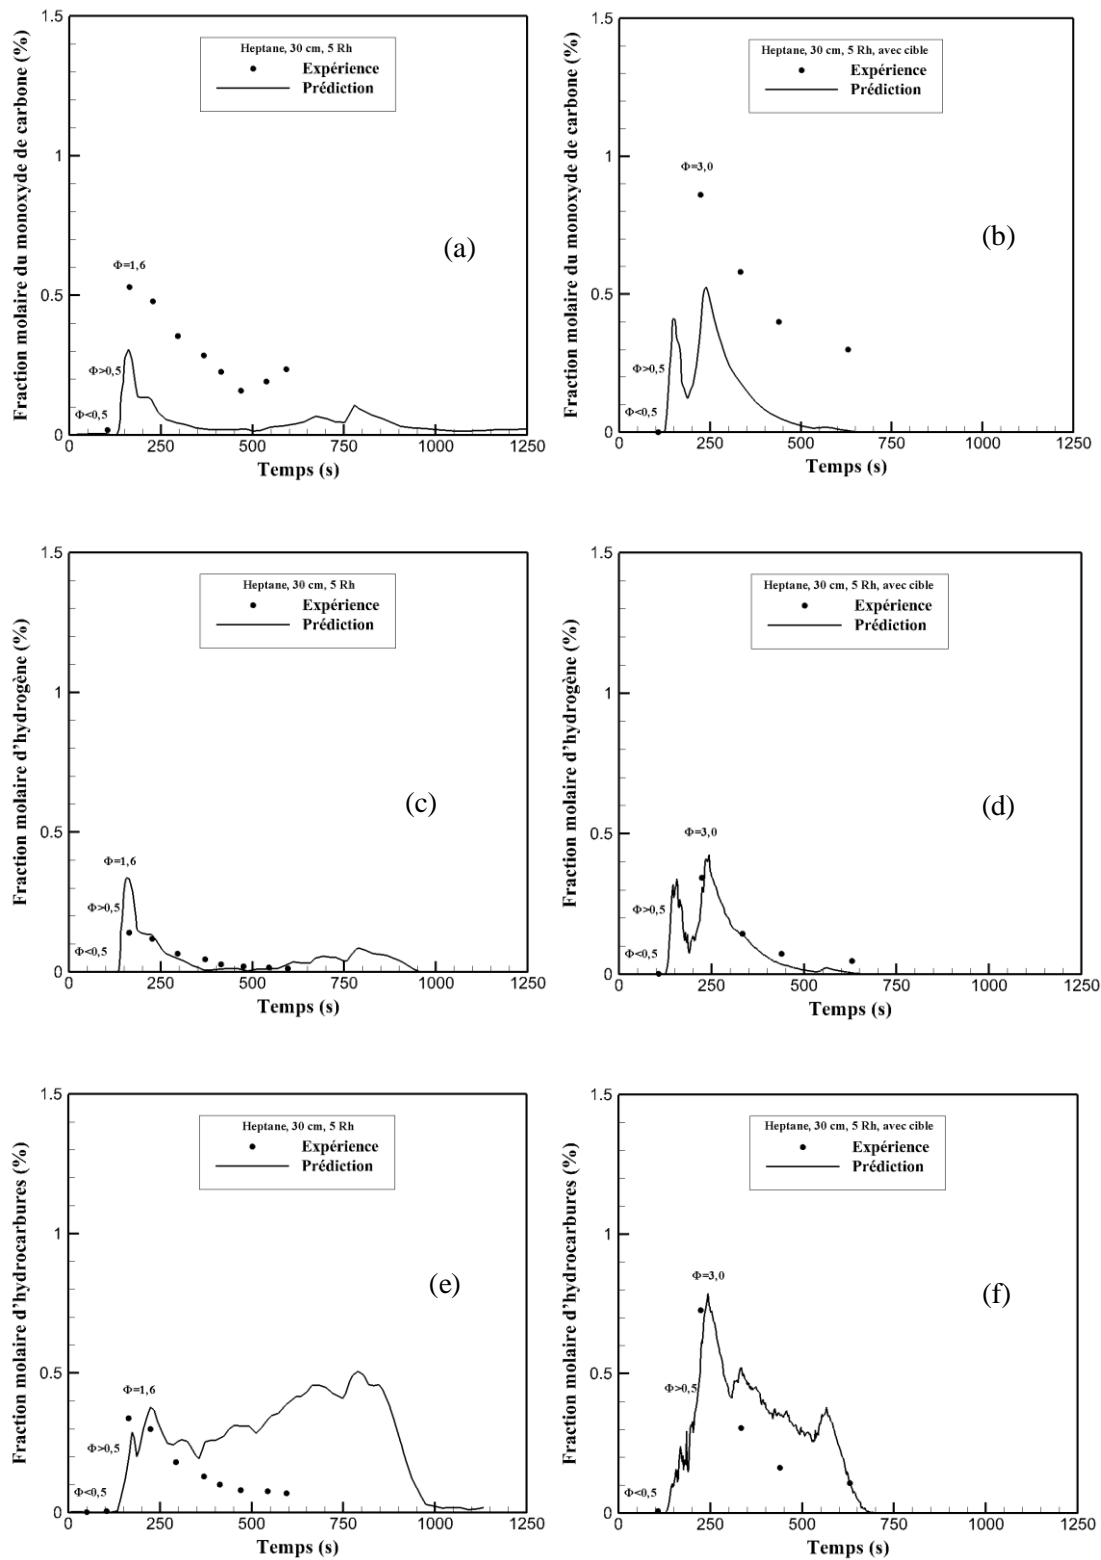 Fraction molaire du monoxyde de carbone (%)
1.5
1
0.5
0
Heptane, 30 cm, 5 Rh
Expérience
Prédiction
(a)
Φ=1,6
Φ>0,5
Φ<0,5
0 250 500 750 1000 1250
Temps (s)
Fraction molaire du monoxyde de carbone (%)
1.5
1
0.5
0
Heptane, 30 cm, 5 Rh, avec cible
Expérience
Prédiction
Φ=3,0
(b)
Φ>0,5
Φ<0,5
0 250 500 750 1000 1250
Temps (s)
Fraction molaire d’hydrogène (%)
1.5
1
0.5
0
Heptane, 30 cm, 5 Rh
Expérience
Prédiction
(c)
Φ=1,6
Φ>0,5
Φ<0,5
0 250 500 750 1000 1250
Temps (s)
Fraction molaire d’hydrogène (%)
1.5
1
0.5
0
Heptane, 30 cm, 5 Rh, avec cible
Expérience
Prédiction
(d)
Φ=3,0
Φ>0,5
Φ<0,5
0 250 500 750 1000 1250
Temps (s)
Fraction molaire d’hydrocarbures (%)
1.5
1
0.5
0
Heptane, 30 cm, 5 Rh
Expérience
Prédiction
(e)
Φ=1,6
Φ>0,5
Φ<0,5
0 250 500 750 1000 1250
Temps (s)
Fraction molaire d’hydrocarbures (%)
1.5
1
0.5
0
Heptane, 30 cm, 5 Rh, avec cible
Expérience
Prédiction
Φ=3,0
(f)
Φ>0,5
Φ<0,5
0 250 500 750 1000 1250
Temps (s)